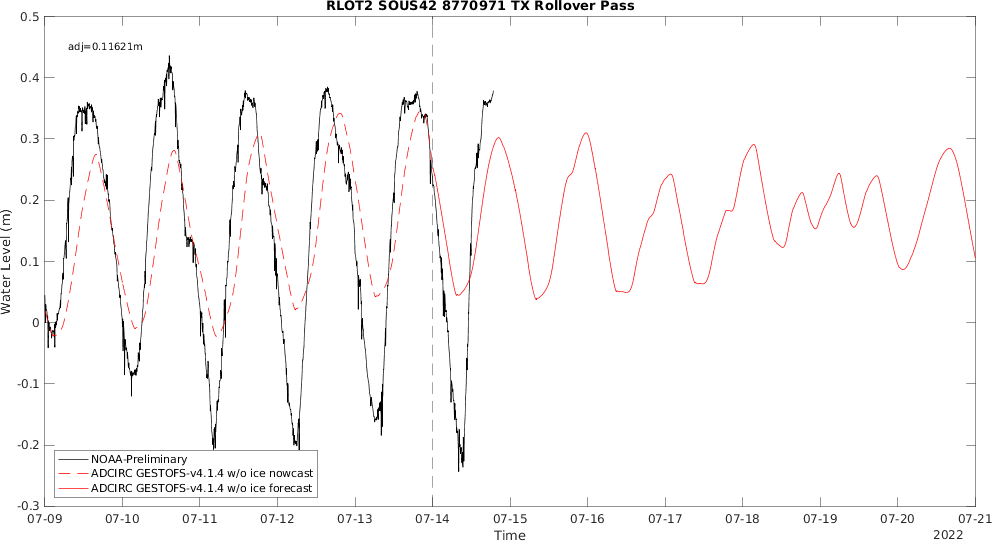 RLOT2 SOUS42 8770971 TX Rollover Pass
0.5
adj=0.11621m
0.4
0.3
0.2
0.1
0
-0.1
-0.2
-0.3
Water Level (m)
NOAA-Preliminary
ADCIRC GESTOFS-v4.1.4 w/o ice nowcast
ADCIRC GESTOFS-v4.1.4 w/o ice forecast
07-09 07-10 07-11 07-12 07-13 07-14 07-15 07-16 07-17 07-18 07-19 07-20 07-21
Time
2022